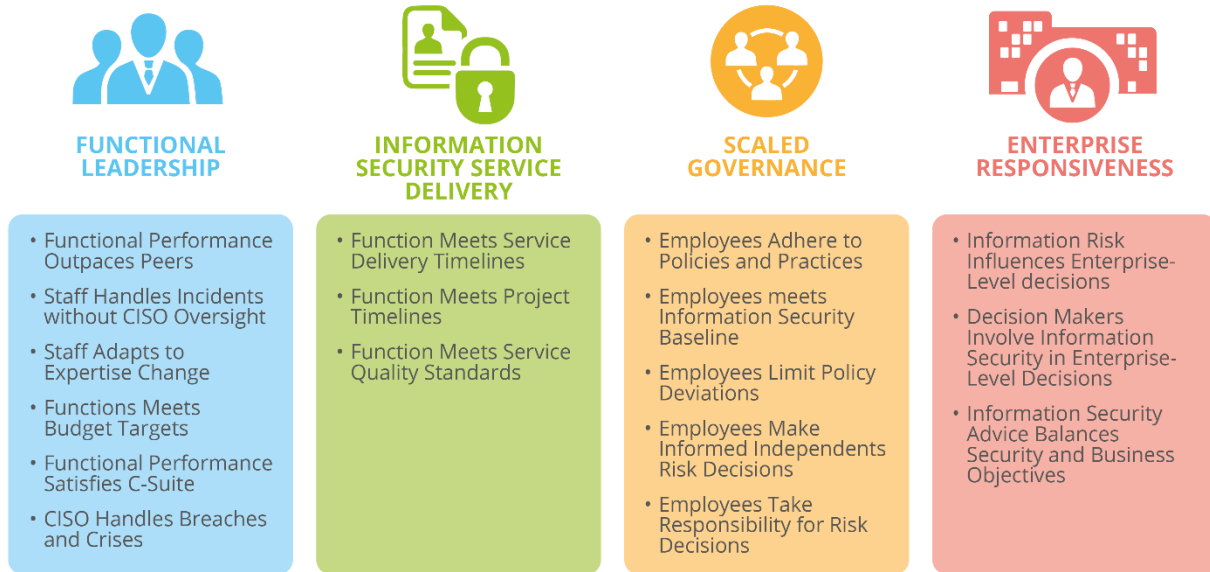 FUNCTIONAL
LEADERSHIP
• Functional Performance
Outpaces Peers
• Staff Handles Incidents
without CISO Oversight
• Staff Adapts to
Expertise Change
• Functions Meets
Budget Targets
• Functional Performance
Satisfies C-Suite
• CISO Handles Breaches
and Crises
INFORMATION
SECURITY SERVICE
DELIVERY
• Function Meets Service
Delivery Timelines
• Function Meets Project
Timelines
• Function Meets Service
Quality Standards
SCALED
GOVERNANCE
• Employees Adhere to
Policies and Practices
• Employees meets
Information Security
Baseline
• Employees Limit Policy
Deviations
• Employees Make
Informed Independents
Risk Decisions
• Employees Take
Responsibility for Risk
Decisions
ENTERPRISE
RESPONSIVENESS
• Information Risk
Influences Enterprise-
Level decisions
• Decision Makers
Involve Information
Security in Enterprise-
Level Decisions
• Information Security
Advice Balances
Security and Business
Objectives